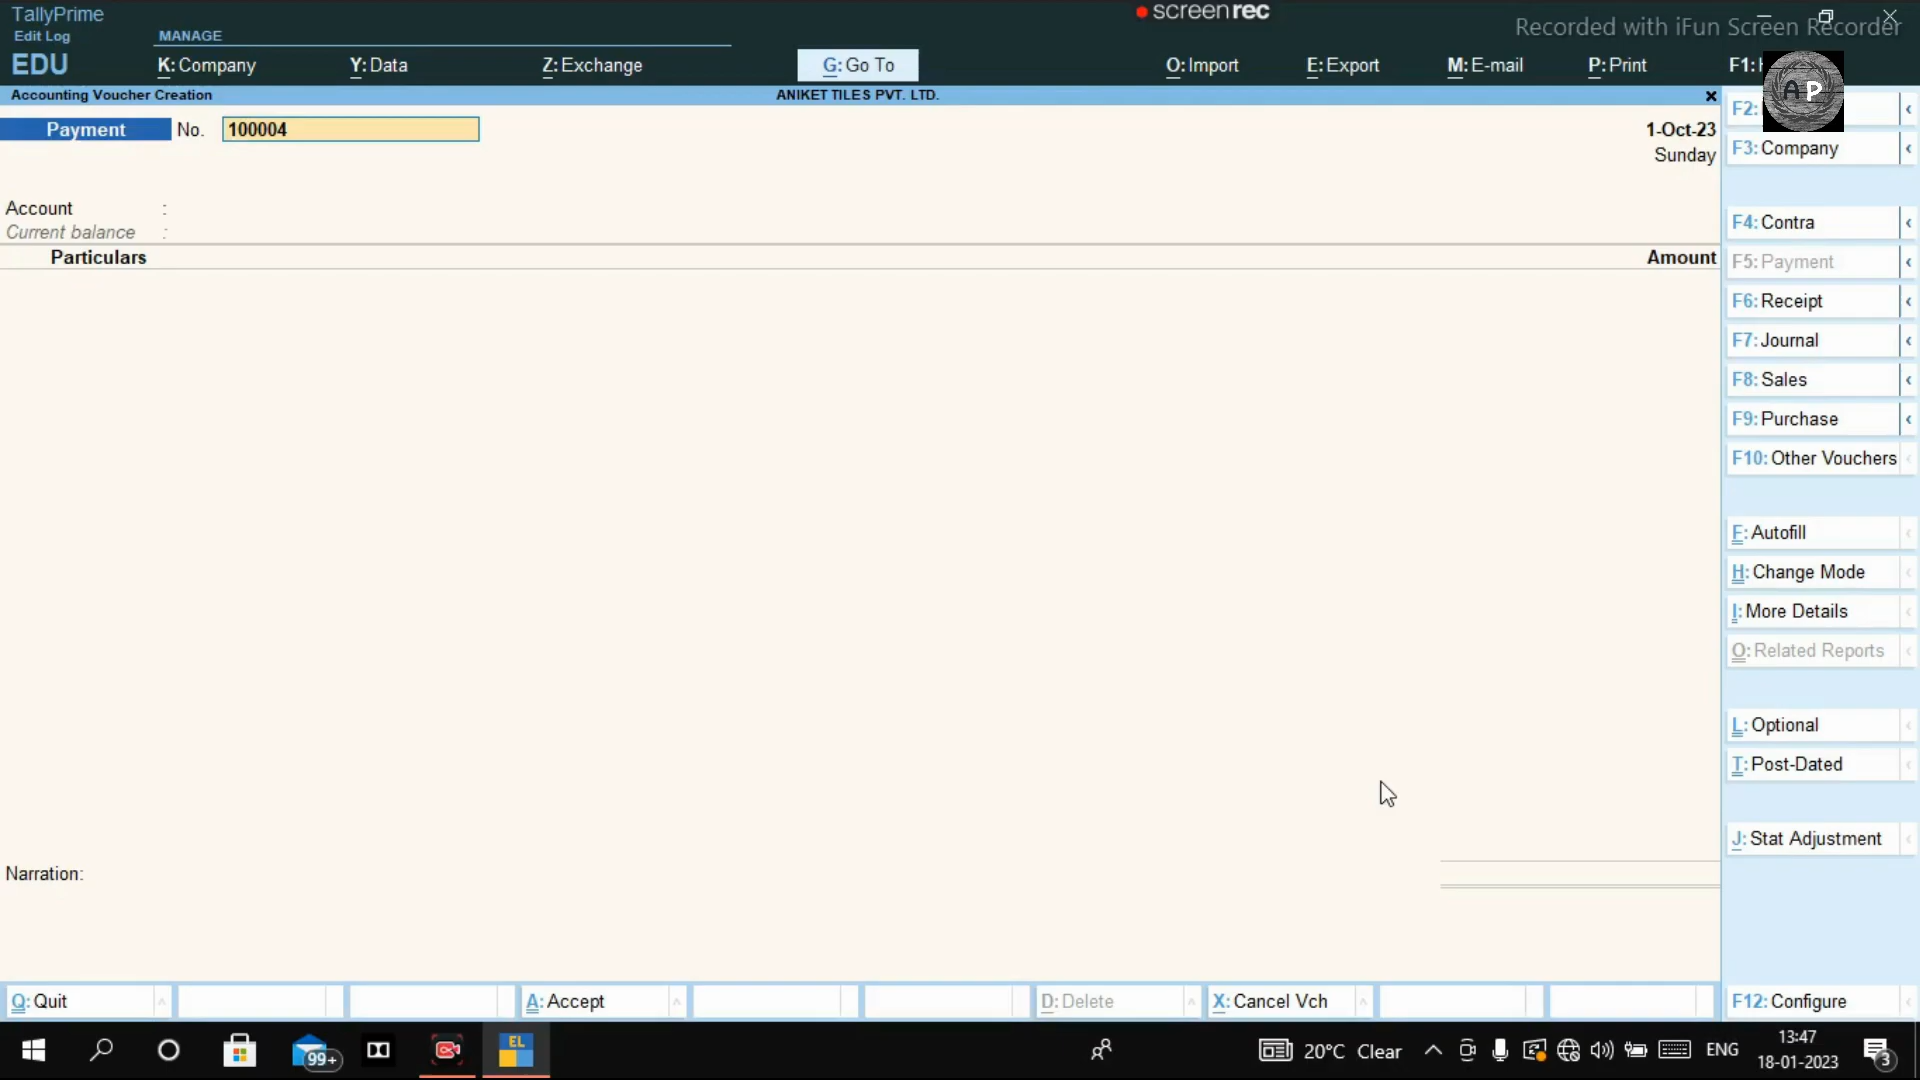 TallyPrime
Edit Log
EDU
MANAGE
K: Company
Y: Data
Z: Exchange
G: Go To
O: Import
E: Export
M: E-mail
P: Print
F1:
screenrec
Recorded with iFun Screen Recorder
AP
Accounting Voucher Creation
ANIKET TILES PVT. LTD.
Payment No. 100004
1-Oct-23
Sunday
Account :
Current balance :
Particulars
Amount
Narration:
F2:
F3: Company
F4: Contra
F5: Payment
F6: Receipt
F7: Journal
F8: Sales
F9: Purchase
F10: Other Vouchers
F: Autofill
H: Change Mode
I: More Details
O: Related Reports
L: Optional
T: Post-Dated
J: Stat Adjustment
F12: Configure
Q: Quit
A: Accept
D: Delete
X: Cancel Vch
99+
EL
20°C Clear
ENG
13:47
18-01-2023
3